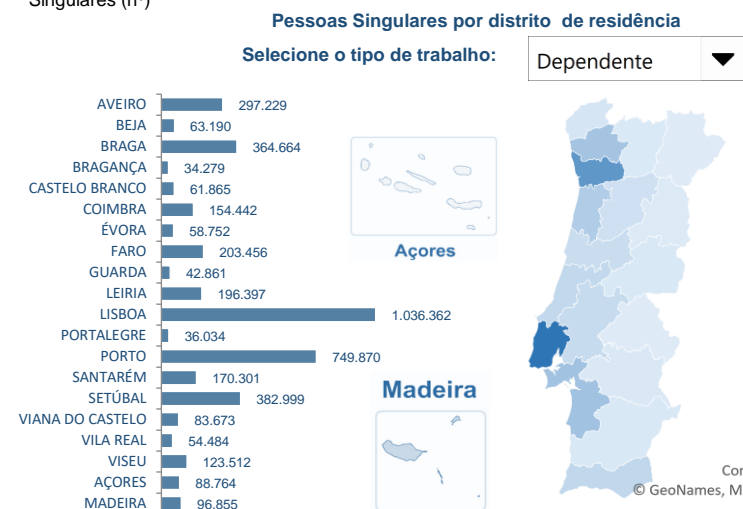 Singulares (nº)
Pessoas Singulares por distrito de residência
Selecione o tipo de trabalho:
Dependente
AVEIRO 297.229
BEJA 63.190
BRAGA 364.664
BRAGANÇA 34.279
CASTELO BRANCO 61.865
COIMBRA 154.442
ÉVORA 58.752
FARO 203.456
GUARDA 42.861
LEIRIA 196.397
LISBOA 1.036.362
PORTALEGRE 36.034
PORTO 749.870
SANTARÉM 170.301
SETÚBAL 382.999
VIANA DO CASTELO 83.673
VILA REAL 54.484
VISEU 123.512
AÇORES 88.764
MADEIRA 96.855
Açores
Madeira
Con
© GeoNames, M